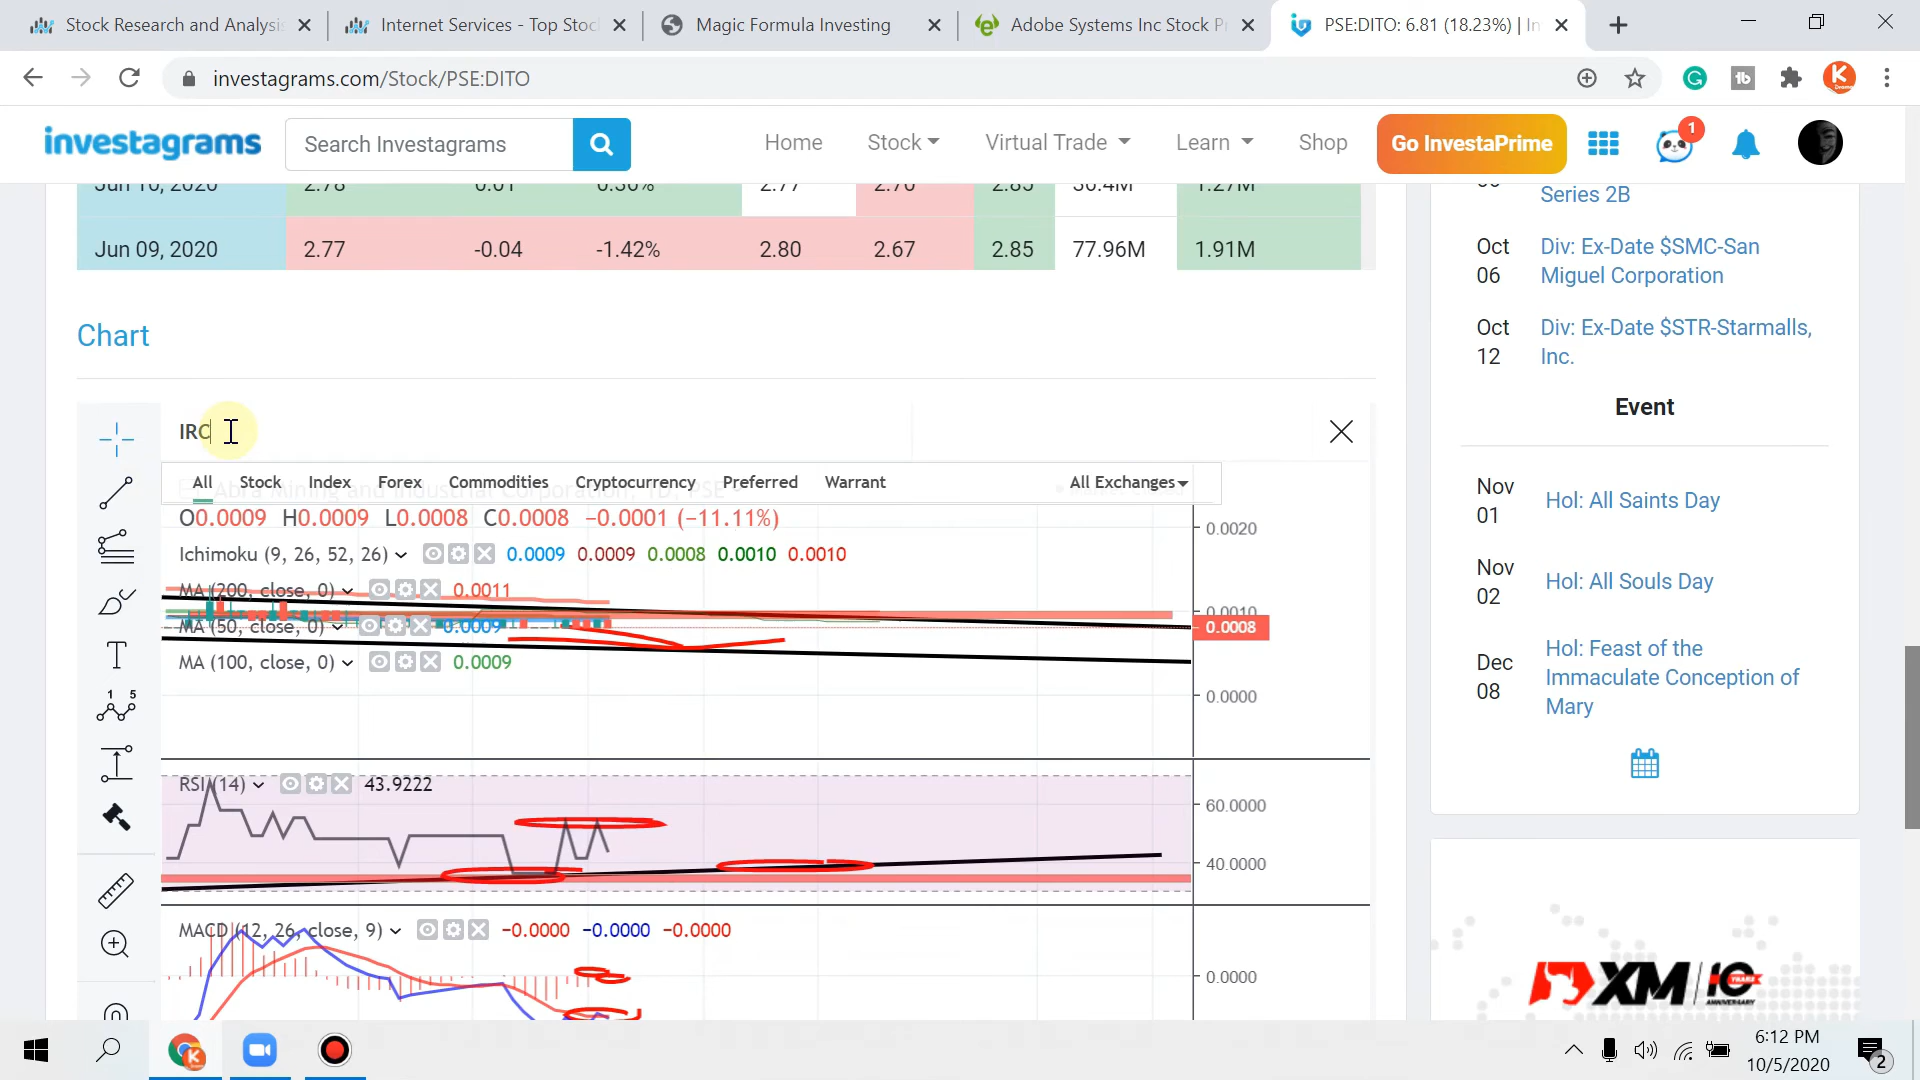 Stock Research and Analysis
Internet Services - Top Stoc
Magic Formula Investing
Adobe Systems Inc Stock Pr
PSE:DITO: 6.81 (18.23%) | In
investagrams.com/Stock/PSE:DITO
investagrams
Search Investagrams
Home
Stock
Virtual Trade
Learn
Shop
Go InvestaPrime
1
Jun 10, 2020 2.78 0.01 0.36% 2.77 2.70 2.85 30.4M 1.27M
Jun 09, 2020 2.77 -0.04 -1.42% 2.80 2.67 2.85 77.96M 1.91M
Chart
IRC
All Stock Index Forex Commodities Cryptocurrency Preferred Warrant All Exchanges
Abra Mining and Industrial Corporation, 1D, PSE
O0.0009 H0.0009 L0.0008 C0.0008 −0.0001 (−11.11%)
Ichimoku (9, 26, 52, 26) 0.0009 0.0009 0.0008 0.0010 0.0010
MA (200, close, 0) 0.0011
MA (50, close, 0) 0.0009
MA (100, close, 0) 0.0009
0.0020
0.0010
0.0008
0.0000
RSI (14) 43.9222
60.0000
40.0000
MACD (12, 26, close, 9) −0.0000 −0.0000 −0.0000
0.0000
Series 2B
Oct 06
Div: Ex-Date $SMC-San Miguel Corporation
Oct 12
Div: Ex-Date $STR-Starmalls, Inc.
Event
Nov 01
Hol: All Saints Day
Nov 02
Hol: All Souls Day
Dec 08
Hol: Feast of the Immaculate Conception of Mary
XM 10
YEARS
ANNIVERSARY
6:12 PM
10/5/2020
2